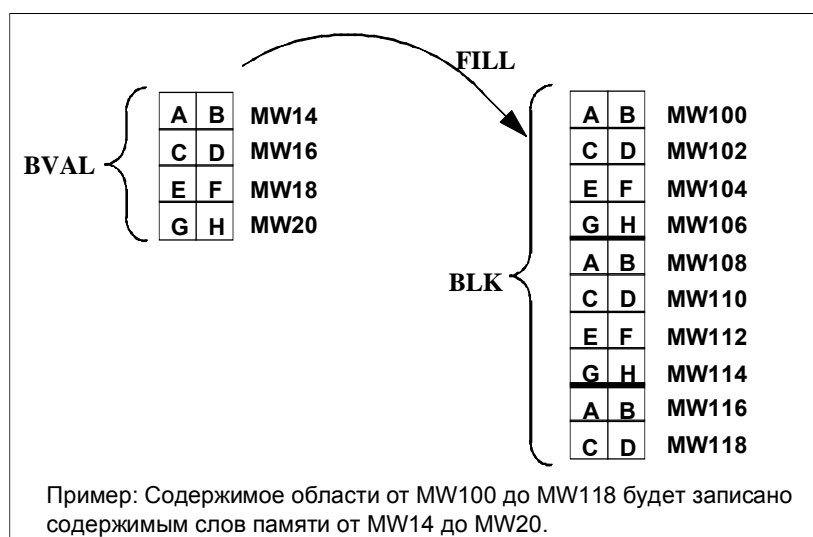 FILL
A B MW14
C D MW16
E F MW18
G H MW20
BVAL
A B MW100
C D MW102
E F MW104
G H MW106
A B MW108
C D MW110
E F MW112
G H MW114
A B MW116
C D MW118
BLK
Пример: Содержимое области от MW100 до MW118 будет записано
содержимым слов памяти от MW14 до MW20.